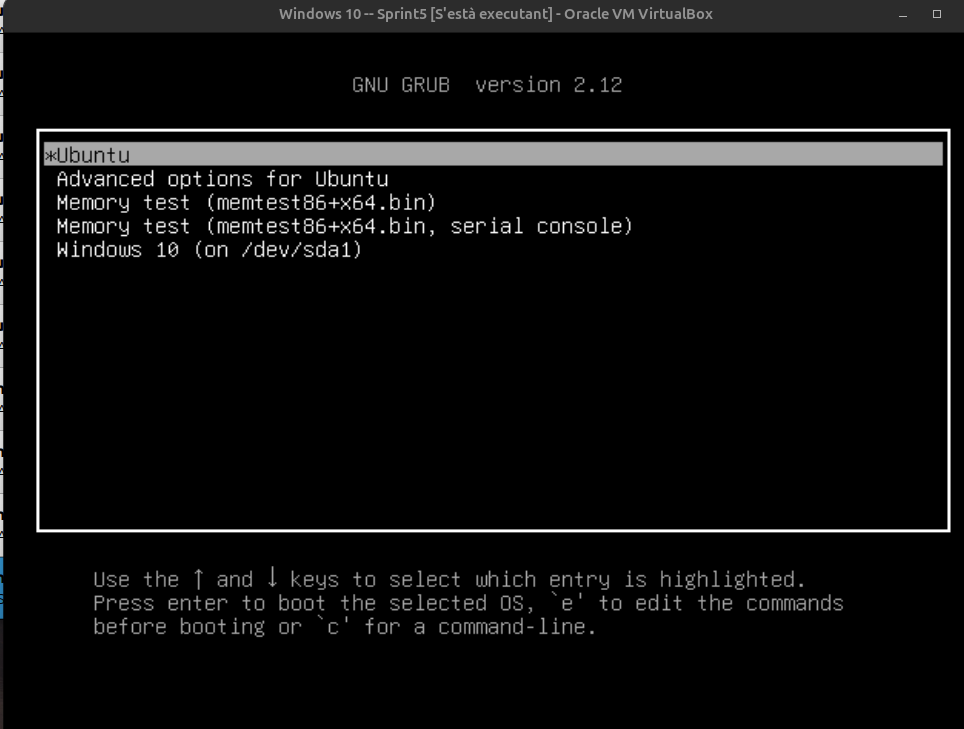 Windows 10 -- Sprint5 [S'està executant] - Oracle VM VirtualBox
GNU GRUB  version 2.12
*Ubuntu
Advanced options for Ubuntu
Memory test (memtest86+x64.bin)
Memory test (memtest86+x64.bin, serial console)
Windows 10 (on /dev/sda1)
Use the ↑ and ↓ keys to select which entry is highlighted.
Press enter to boot the selected OS, `e' to edit the commands
before booting or `c' for a command-line.